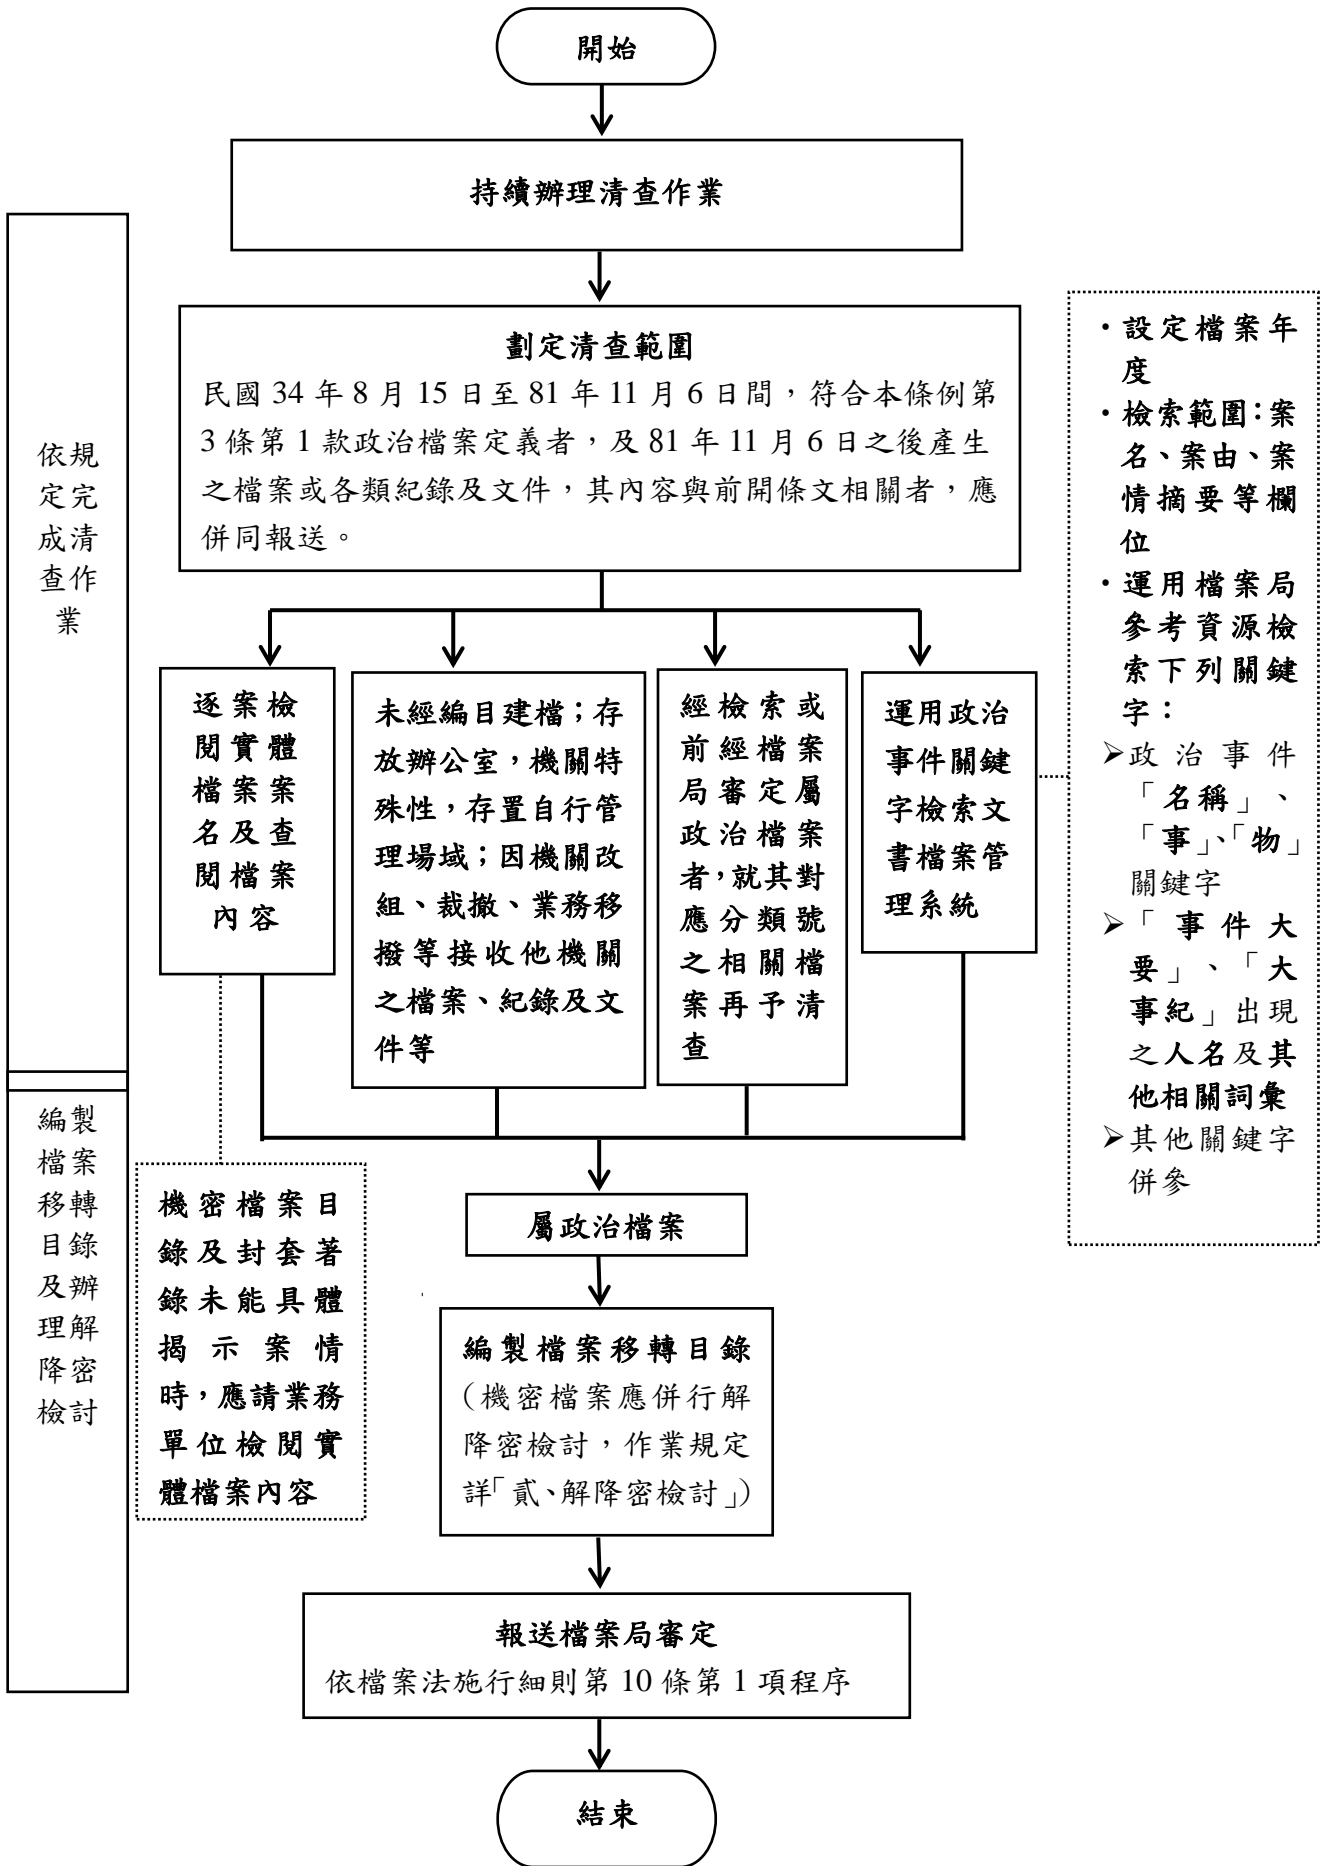 開始
持續辦理清查作業
劃定清查範圍
民國 34 年 8 月 15 日至 81 年 11 月 6 日間，符合本條例第
3 條第 1 款政治檔案定義者，及 81 年 11 月 6 日之後產生
之檔案或各類紀錄及文件，其內容與前開條文相關者，應
併同報送。
依規
定完
成清
查作
業
逐案檢
閱實體
檔案案
名及查
閱檔案
內容
未經編目建檔；存
放辦公室，機關特
殊性，存置自行管
理場域；因機關改
組、裁撤、業務移
撥等接收他機關
之檔案、紀錄及文
件等
經檢索或
前經檔案
局審定屬
政治檔案
者，就其對
應分類號
之相關檔
案再予清
查
運用政治
事件關鍵
字檢索文
書檔案管
理系統
・設定檔案年
度
・檢索範圍：案
名、案由、案
情摘要等欄
位
・運用檔案局
參考資源檢
索下列關鍵
字：
➢政治事件
「名稱」、
「事」、「物」
關鍵字
➢「事件大
要」、「大
事紀」出現
之人名及其
他相關詞彙
➢其他關鍵字
併參
編製
檔案
移轉
目錄
及辦
理解
降密
檢討
機密檔案目
錄及封套著
錄未能具體
揭示案情
時，應請業務
單位檢閱實
體檔案內容
屬政治檔案
編製檔案移轉目錄
（機密檔案應併行解
降密檢討，作業規定
詳「貳、解降密檢討」）
報送檔案局審定
依檔案法施行細則第 10 條第 1 項程序
結束